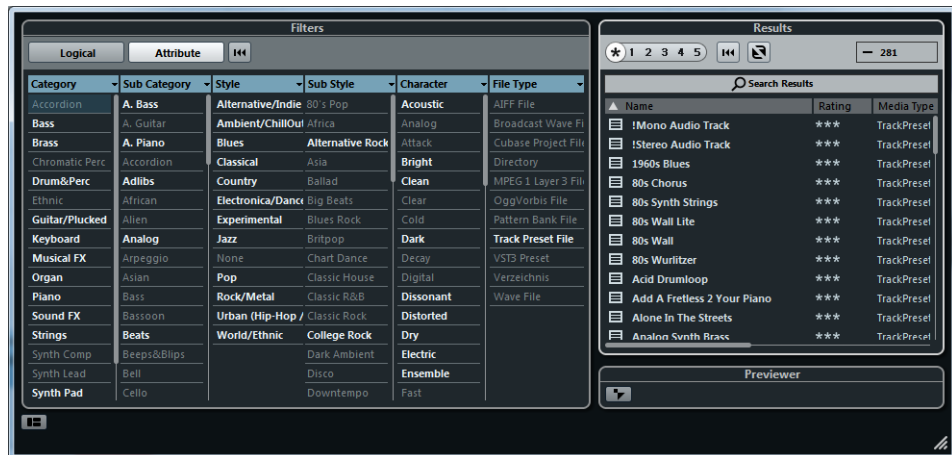 Filters
Logical Attribute
Category Sub Category Style Sub Style Character File Type
Accordion A. Bass Alternative/Indie 80's Pop Acoustic AIFF File
Bass A. Guitar Ambient/ChillOut Africa Analog Broadcast Wave Fi
Brass A. Piano Blues Alternative Rock Attack Cubase Project File
Chromatic Perc Accordion Classical Asia Bright Directory
Drum&Perc Adlibs Country Ballad Clean MPEG 1 Layer 3 File
Ethnic African Electronica/Dance Big Beats Clear OggVorbis File
Guitar/Plucked Alien Experimental Blues Rock Cold Pattern Bank File
Keyboard Analog Jazz Britpop Dark Track Preset File
Musical FX Arpeggio None Chart Dance Decay VST3 Preset
Organ Asian Pop Classic House Digital Verzeichnis
Piano Bass Rock/Metal Classic R&B Dissonant Wave File
Sound FX Bassoon Urban (Hip-Hop / Classic Rock Distorted
Strings Beats World/Ethnic College Rock Dry
Synth Comp Beeps&Blips Dark Ambient Electric
Synth Lead Bell Disco Ensemble
Synth Pad Cello Downtempo Fast
Results
* 1 2 3 4 5 281
Search Results
Name Rating Media Type
!Mono Audio Track *** TrackPreset
!Stereo Audio Track *** TrackPreset
1960s Blues *** TrackPreset
80s Chorus *** TrackPreset
80s Synth Strings *** TrackPreset
80s Wall Lite *** TrackPreset
80s Wall *** TrackPreset
80s Wurlitzer *** TrackPreset
Acid Drumloop *** TrackPreset
Add A Fretless 2 Your Piano *** TrackPreset
Alone In The Streets *** TrackPreset
Analog Synth Brass *** TrackPreset
Previewer